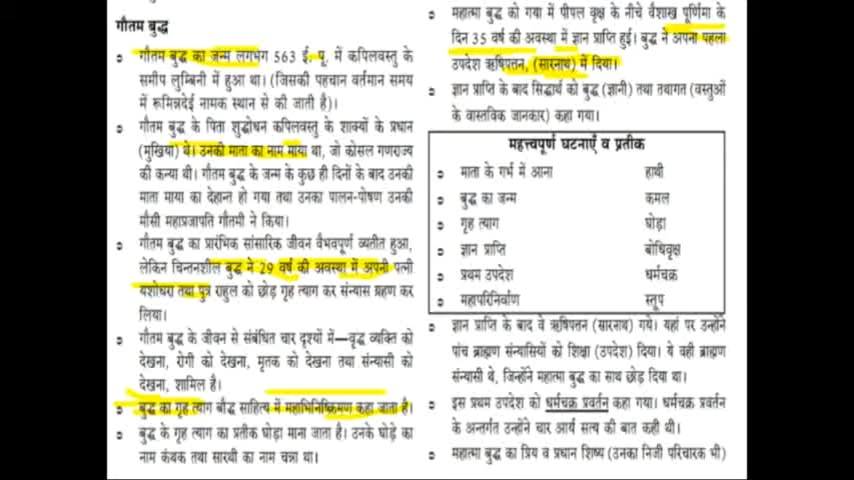 गौतम बुद्ध
गौतम बुद्ध का जन्म लगभग 563 ई. पू. में कपिलवस्तु के
समीप लुम्बिनी में हुआ था। (जिसकी पहचान वर्तमान समय
में रूमिन्नदेई नामक स्थान से की जाती है)।
गौतम बुद्ध के पिता शुद्धोधन कपिलवस्तु के शाक्यों के प्रधान
(मुखिया) थे। उनकी माता का नाम माया था, जो कोसल गणराज्य
की कन्या थी। गौतम बुद्ध के जन्म के कुछ ही दिनों के बाद उनकी
माता माया का देहान्त हो गया तथा उनका पालन-पोषण उनकी
मौसी महाप्रजापति गौतमी ने किया।
गौतम बुद्ध का प्रारंभिक सांसारिक जीवन वैभवपूर्ण व्यतीत हुआ,
लेकिन चिन्तनशील बुद्ध ने 29 वर्ष की अवस्था में अपनी पत्नी
यशोधरा तथा पुत्र राहुल को छोड़ गृह त्याग कर संन्यास ग्रहण कर
लिया।
गौतम बुद्ध के जीवन से संबंधित चार दृश्यों में—वृद्ध व्यक्ति को
देखना, रोगी को देखना, मृतक को देखना तथा संन्यासी को
देखना, शामिल है।
बुद्ध का गृह त्याग बौद्ध साहित्य में महाभिनिष्क्रमण कहा जाता है।
बुद्ध के गृह त्याग का प्रतीक घोड़ा माना जाता है। उनके घोड़े का
नाम कंथक तथा सारथी का नाम चन्ना था।
महात्मा बुद्ध को गया में पीपल वृक्ष के नीचे वैशाख पूर्णिमा के
दिन 35 वर्ष की अवस्था में ज्ञान प्राप्ति हुई। बुद्ध ने अपना पहला
उपदेश ऋषिपत्तन, (सारनाथ) में दिया।
ज्ञान प्राप्ति के बाद सिद्धार्थ को बुद्ध (ज्ञानी) तथा तथागत (वस्तुओं
के वास्तविक जानकार) कहा गया।
महत्त्वपूर्ण घटनाएँ व प्रतीक
माता के गर्भ में आना हाथी
बुद्ध का जन्म कमल
गृह त्याग घोड़ा
ज्ञान प्राप्ति बोधिवृक्ष
प्रथम उपदेश धर्मचक्र
महापरिनिर्वाण स्तूप
ज्ञान प्राप्ति के बाद वे ऋषिपत्तन (सारनाथ) गये। यहां पर उन्होंने
पांच ब्राह्मण संन्यासियों को शिक्षा (उपदेश) दिया। ये वही ब्राह्मण
संन्यासी थे, जिन्होंने महात्मा बुद्ध का साथ छोड़ दिया था।
इस प्रथम उपदेश को धर्मचक्र प्रवर्तन कहा गया। धर्मचक्र प्रवर्तन
के अन्तर्गत उन्होंने चार आर्य सत्य की बात कही थी।
महात्मा बुद्ध का प्रिय व प्रधान शिष्य (उनका निजी परिचारक भी)